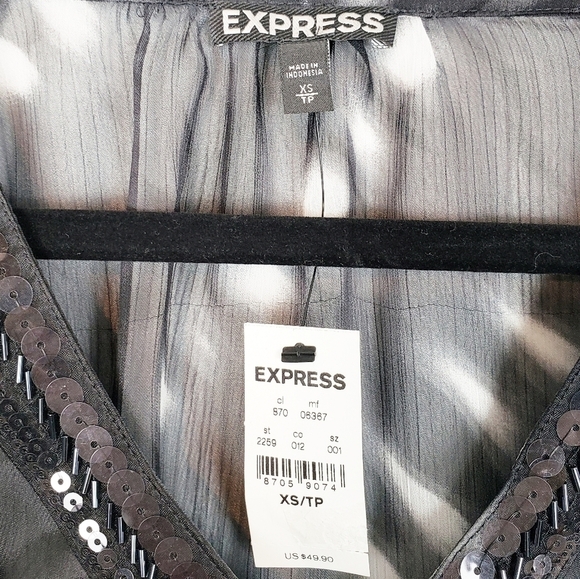 EXPRESS
MADE IN
INDONESIA
XS
TP
EXPRESS
cl mf
870 06367
st co sz
2259 012 001
8705 9074
XS/TP
US $49.90